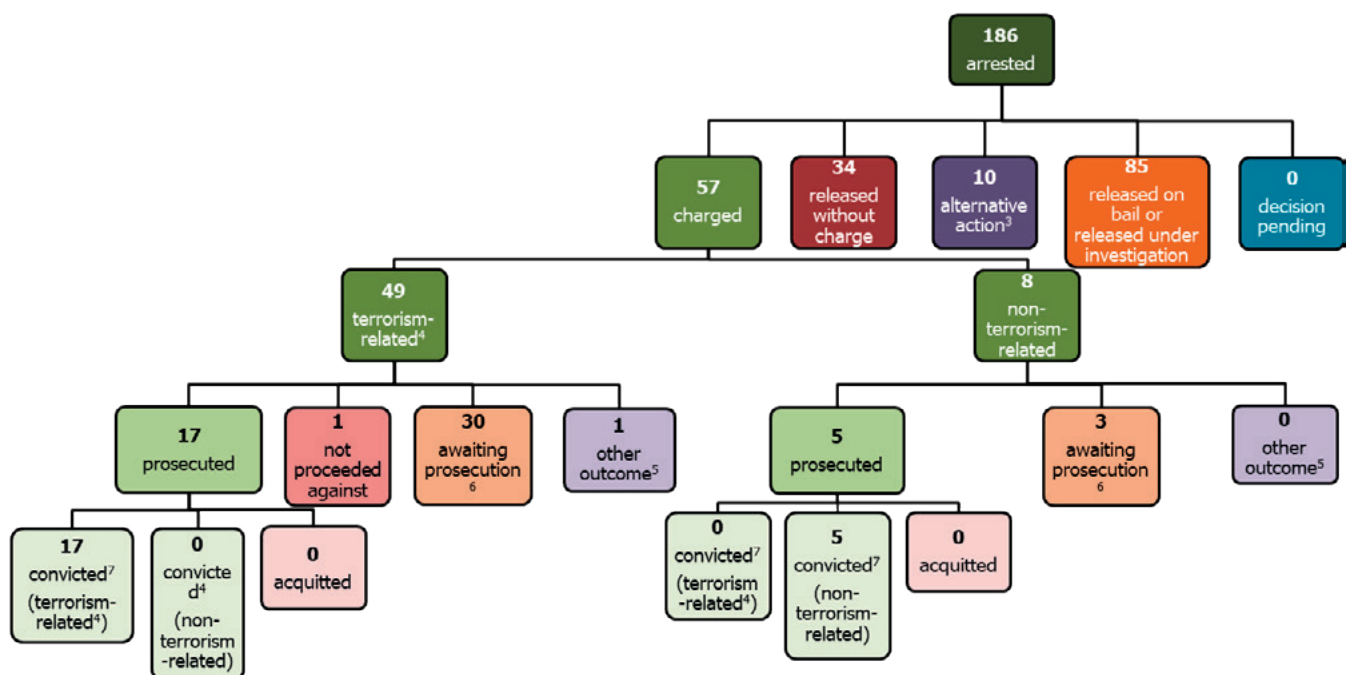 186
arrested
57
charged
34
released
without
charge
10
alternative
action³
85
released on
bail or
released under
investigation
0
decision
pending
49
terrorism-
related⁴
8
non-
terrorism-
related
17
prosecuted
1
not
proceeded
against
30
awaiting
prosecution
6
1
other
outcome⁵
5
prosecuted
3
awaiting
prosecution
6
0
other
outcome⁵
17
convicted⁷
(terrorism-
related⁴)
0
convicte
d⁴
(non-
terrorism
-related)
0
acquitted
0
convicted⁷
(terrorism
-related⁴)
5
convicted⁷
(non-
terrorism-
related)
0
acquitted